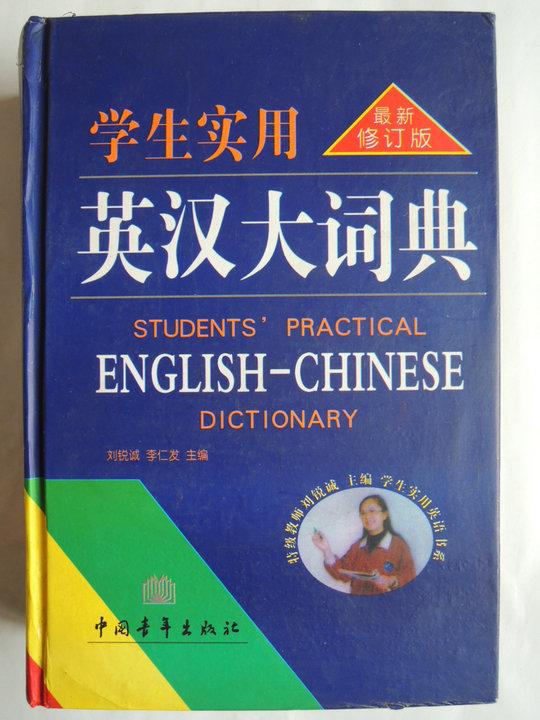 学生实用
最新
修订版
英汉大词典
STUDENTS' PRACTICAL
ENGLISH-CHINESE
DICTIONARY
刘锐诚 李仁发 主编
特级教师刘锐诚 主编 学生实用英语书系
中国青年出版社